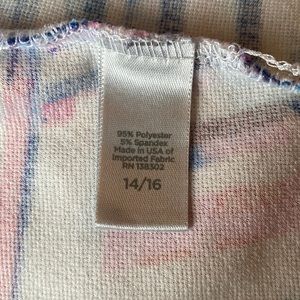 95% Polyester
5% Spandex
Made in USA of
Imported Fabric
RN 138302
14/16